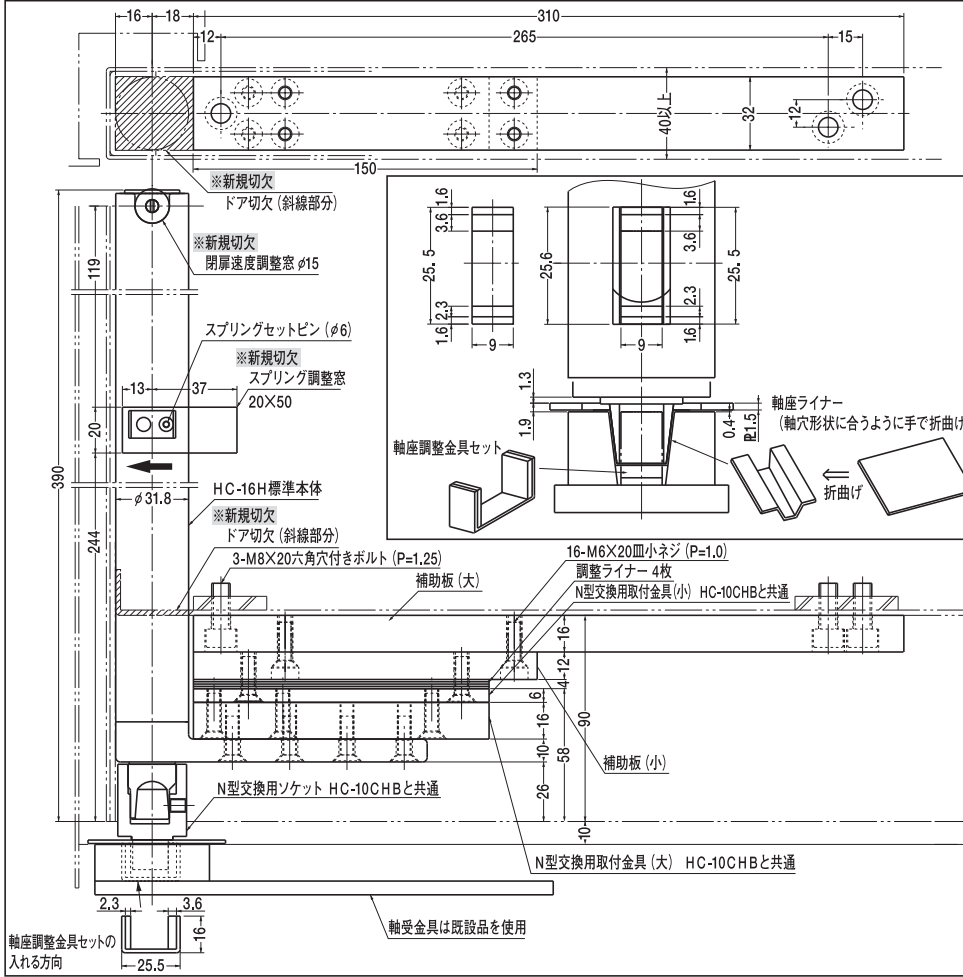 16
18
310
12
265
15
40以上
32
12
150
※新規切欠
ドア切欠 (斜線部分)
※新規切欠
閉扉速度調整窓 φ15
119
スプリングセットピン (φ6)
※新規切欠
スプリング調整窓
20×50
13
37
20
390
φ31.8
244
HC-16H標準本体
※新規切欠
ドア切欠 (斜線部分)
3-M8×20六角穴付きボルト (P=1.25)
補助板 (大)
1.6
3.6
25.5
2.3
1.6
9
25.6
9
1.6
3.6
25.5
2.3
1.6
1.3
1.9
0.4
R1.5
軸座ライナー
(軸穴形状に合うように手で折曲げ
軸座調整金具セット
折曲げ
16-M6×20皿小ネジ (P=1.0)
調整ライナー 4枚
N型交換用取付金具(小) HC-10CHBと共通
16
12
4
6
16
10
26
58
90
10
補助板 (小)
N型交換用ソケット HC-10CHBと共通
N型交換用取付金具 (大) HC-10CHBと共通
軸受金具は既設品を使用
2.3
3.6
16
25.5
軸座調整金具セットの
入れる方向